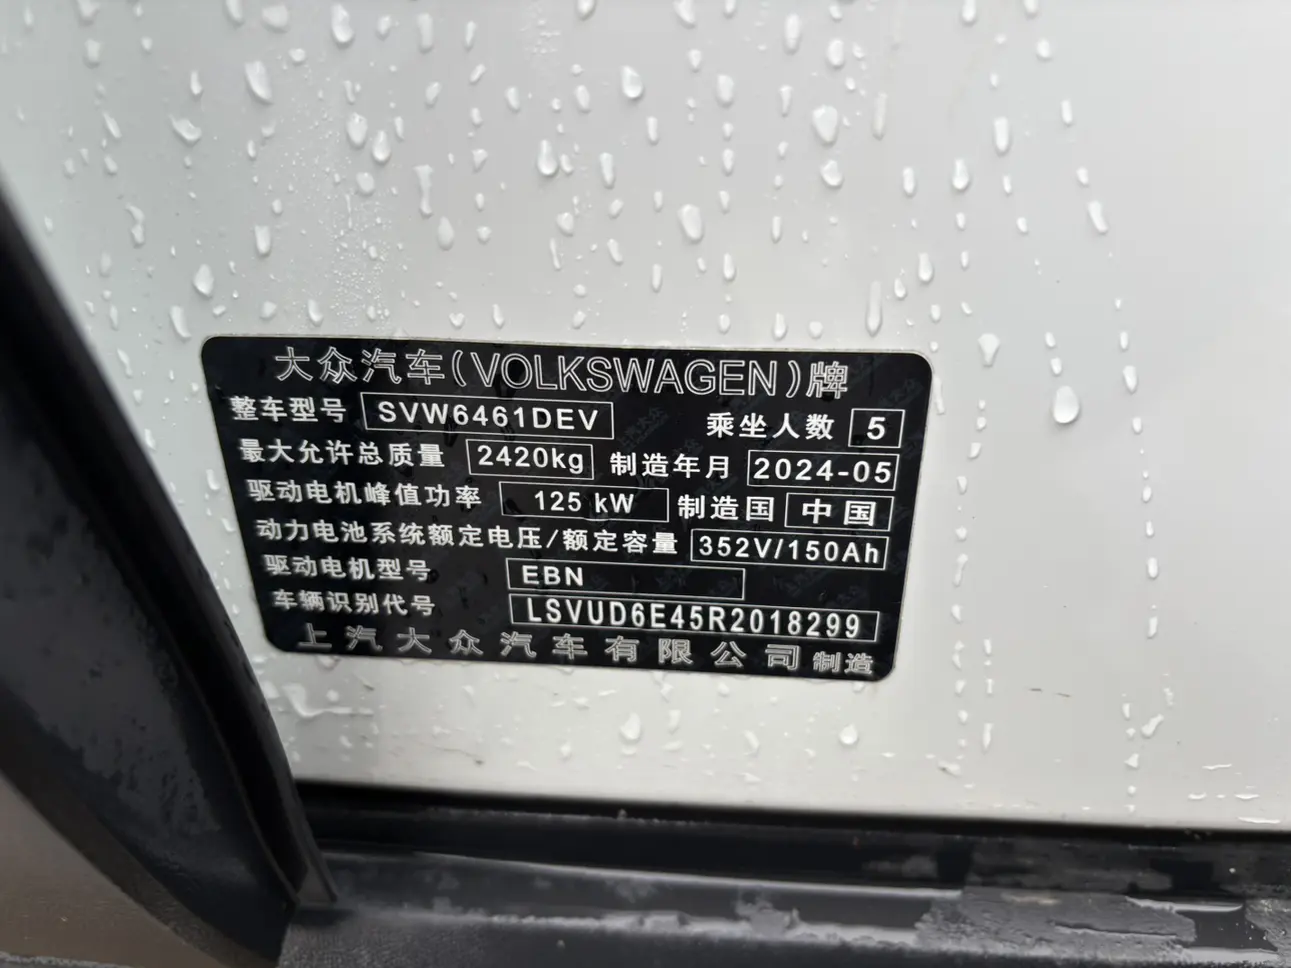 大众汽车(VOLKSWAGEN)牌
整车型号 SVW6461DEV 乘坐人数 5
最大允许总质量 2420kg 制造年月 2024-05
驱动电机峰值功率 125 kW 制造国 中国
动力电池系统额定电压/额定容量 352V/150Ah
驱动电机型号 EBN
车辆识别代号 LSVUD6E45R2018299
上汽大众汽车有限公司 制造